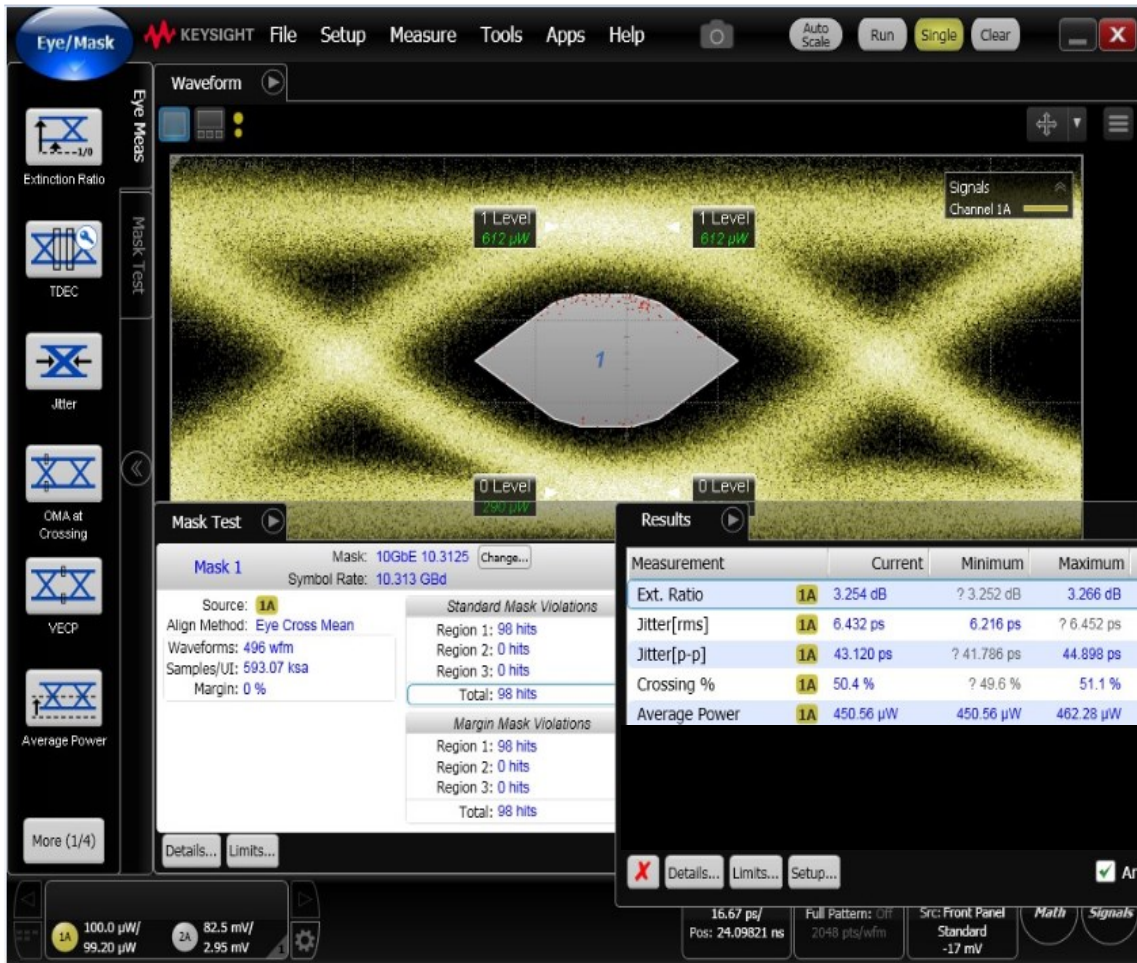 Eye/Mask
KEYSIGHT File Setup Measure Tools Apps Help
Auto Scale
Run
Single
Clear
X
Waveform
Eye Meas
Mask Test
1/0
Extinction Ratio
TDEC
Jitter
OMA at
Crossing
VECP
Average Power
More (1/4)
Signals
Channel 1A
1 Level
612 µW
1 Level
612 µW
1
0 Level
290 µW
0 Level
Mask Test
Mask 1
Mask: 10GbE 10.3125 Change...
Symbol Rate: 10.313 GBd
Source: 1A
Align Method: Eye Cross Mean
Waveforms: 496 wfm
Samples/UI: 593.07 ksa
Margin: 0 %
Standard Mask Violations
Region 1: 98 hits
Region 2: 0 hits
Region 3: 0 hits
Total: 98 hits
Margin Mask Violations
Region 1: 98 hits
Region 2: 0 hits
Region 3: 0 hits
Total: 98 hits
Details... Limits...
Results
Measurement Current Minimum Maximum
Ext. Ratio 1A 3.254 dB ? 3.252 dB 3.266 dB
Jitter[rms] 1A 6.432 ps 6.216 ps ? 6.452 ps
Jitter[p-p] 1A 43.120 ps ? 41.786 ps 44.898 ps
Crossing % 1A 50.4 % ? 49.6 % 51.1 %
Average Power 1A 450.56 µW 450.56 µW 462.28 µW
Details... Limits... Setup...
1A 100.0 µW/
99.20 µW
2A 82.5 mV/
2.95 mV
1
16.67 ps/
Pos: 24.09821 ns
Full Pattern: Off
2048 pts/wfm
Src: Front Panel
Standard
-17 mV
Math
Signals